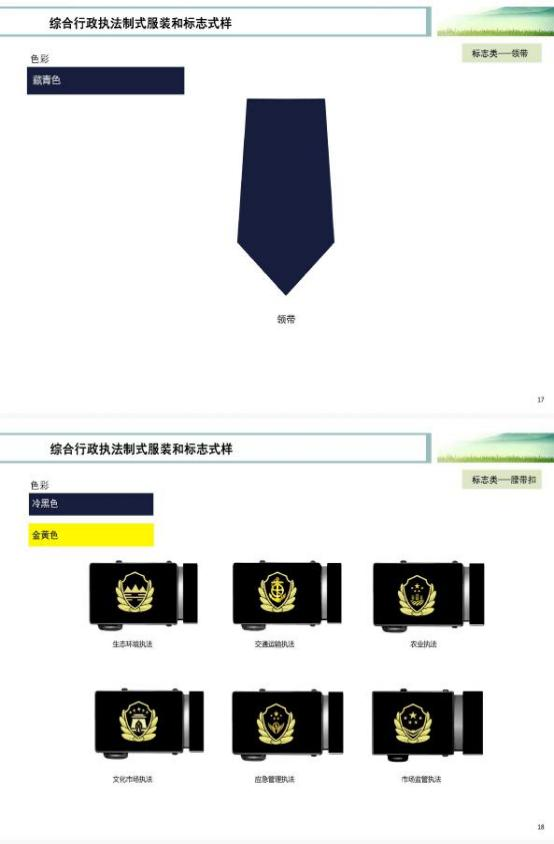 综合行政执法制式服装和标志式样
标志类——领带
色彩
藏青色
领带
17
综合行政执法制式服装和标志式样
标志类——腰带扣
色彩
冷黑色
金黄色
生态环境执法
交通运输执法
农业执法
文化市场执法
应急管理执法
市场监管执法
18